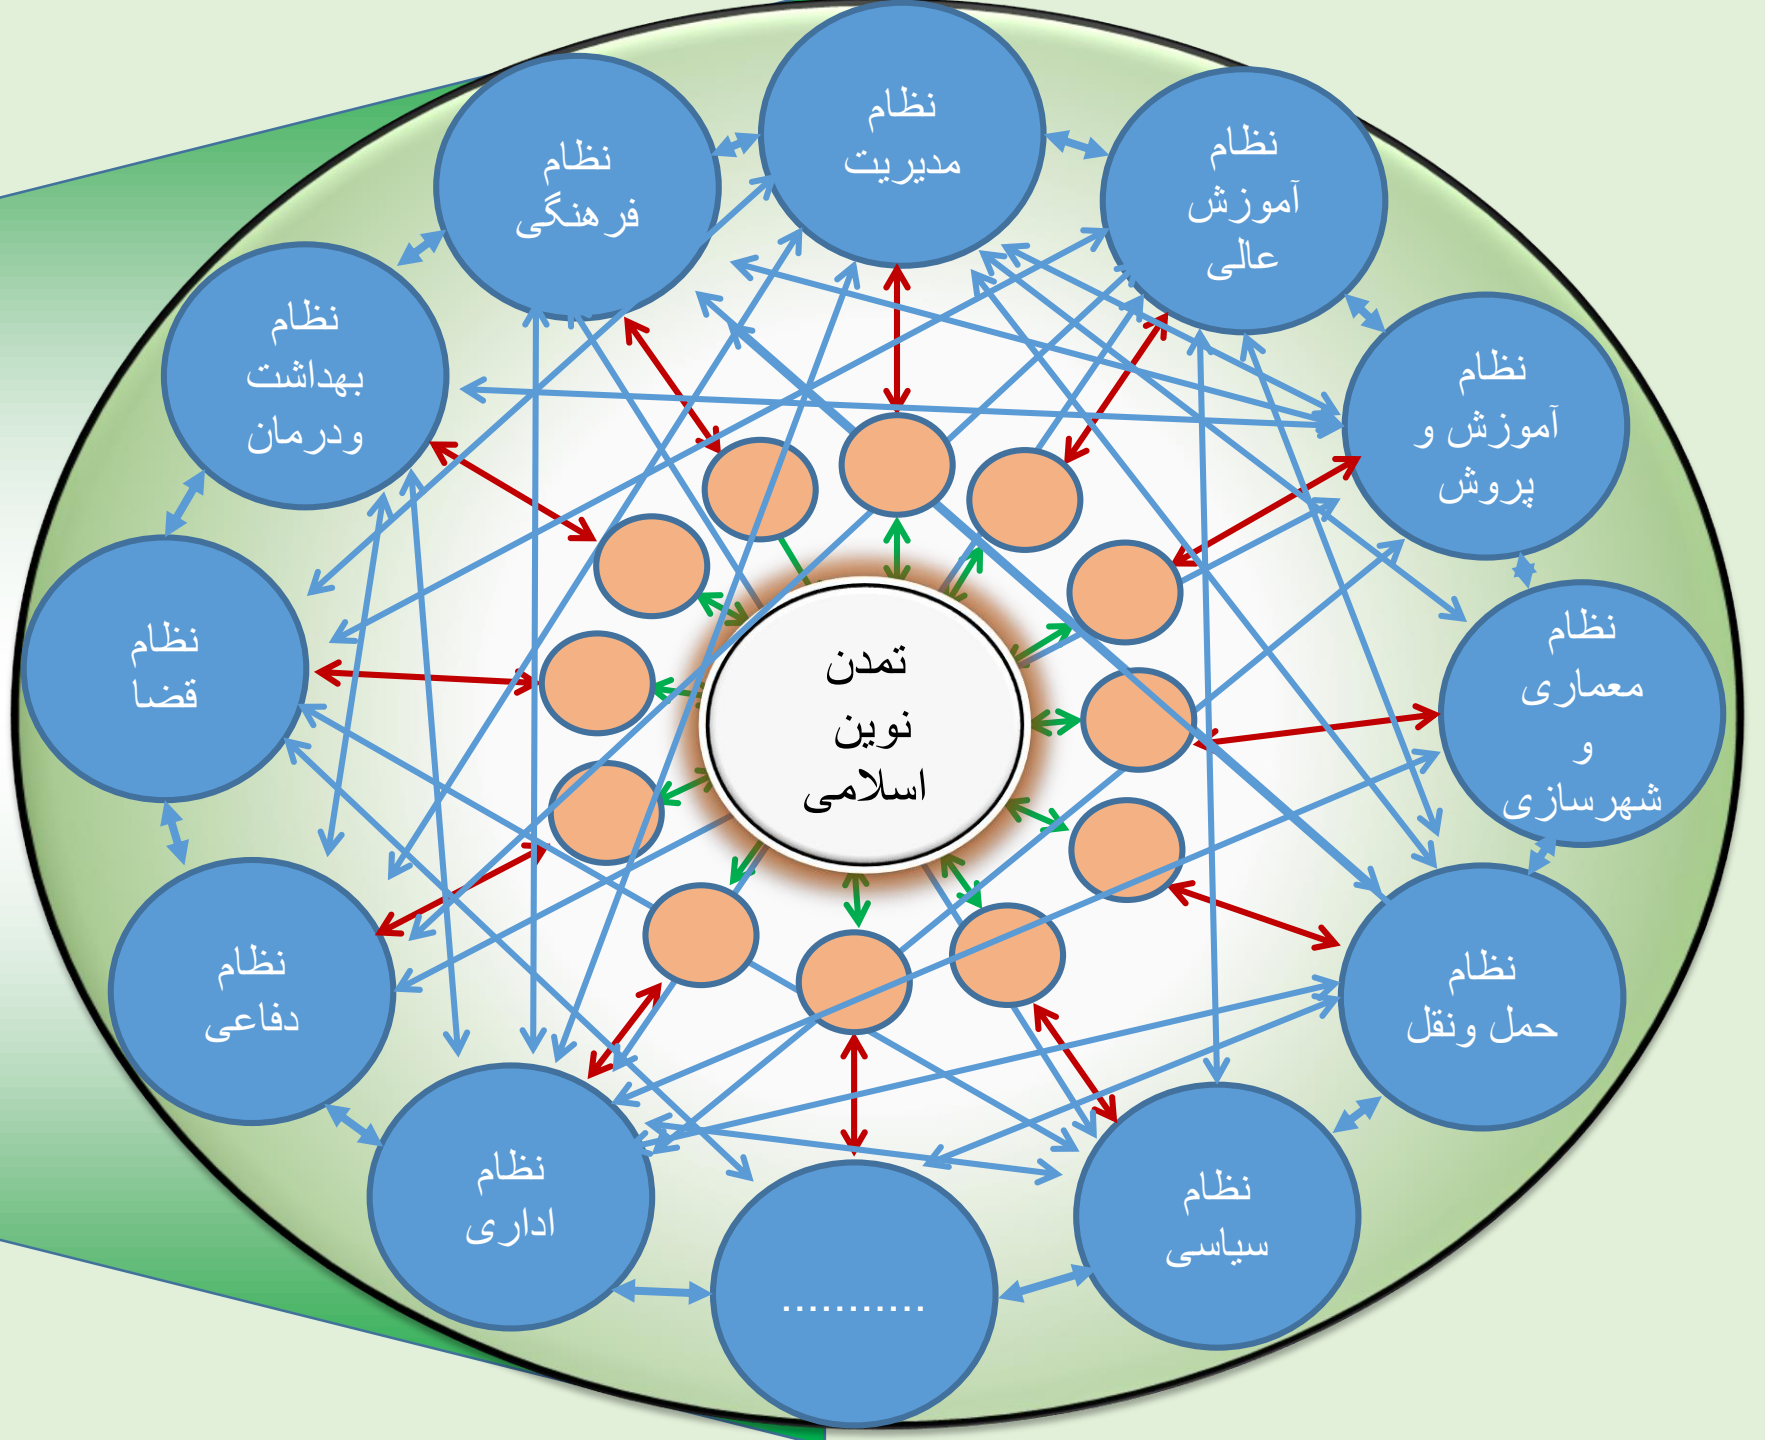 نظام
مدیریت
نظام
آموزش
عالی
نظام
آموزش و
پروش
نظام
معماری
و
شهرسازی
نظام
حمل ونقل
نظام
سیاسی
...........
نظام
اداری
نظام
دفاعی
نظام
قضا
نظام
بهداشت
ودرمان
نظام
فرهنگی
تمدن
نوین
اسلامی